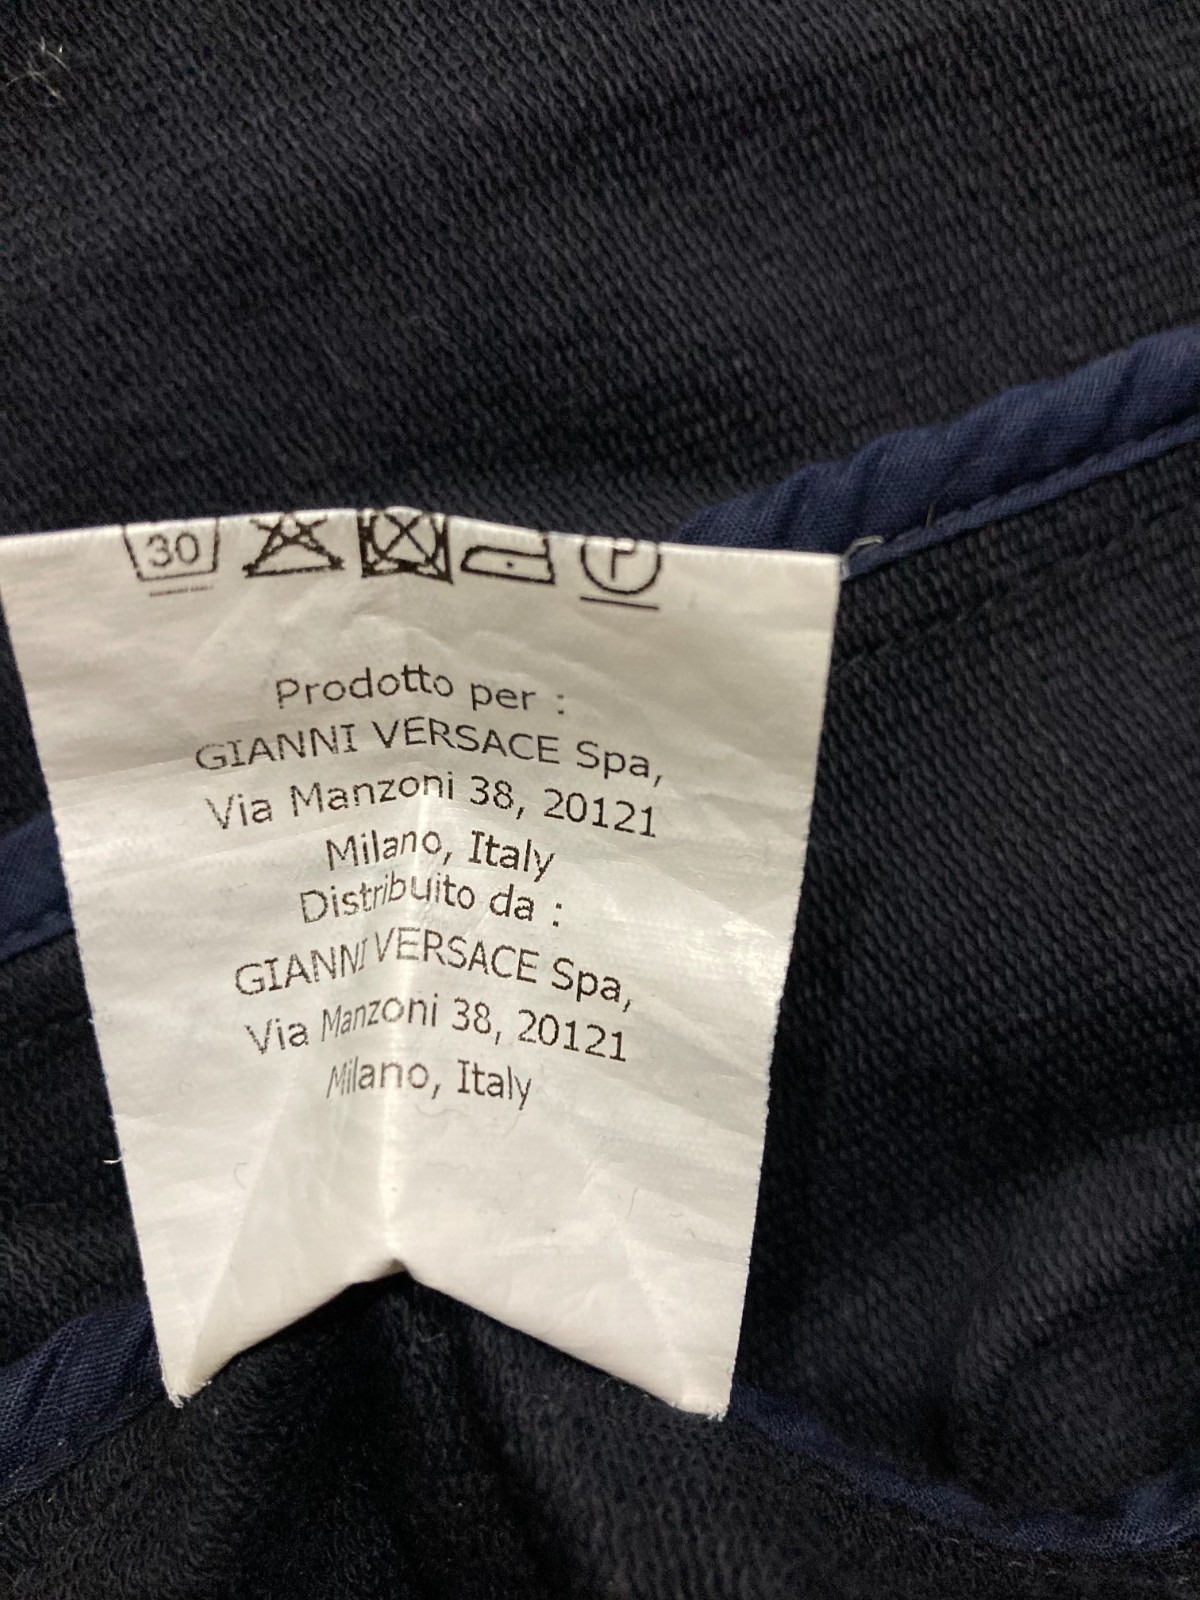 30
P
Prodotto per :
GIANNI VERSACE Spa,
Via Manzoni 38, 20121
Milano, Italy
Distribuito da :
GIANNI VERSACE Spa,
Via Manzoni 38, 20121
Milano, Italy